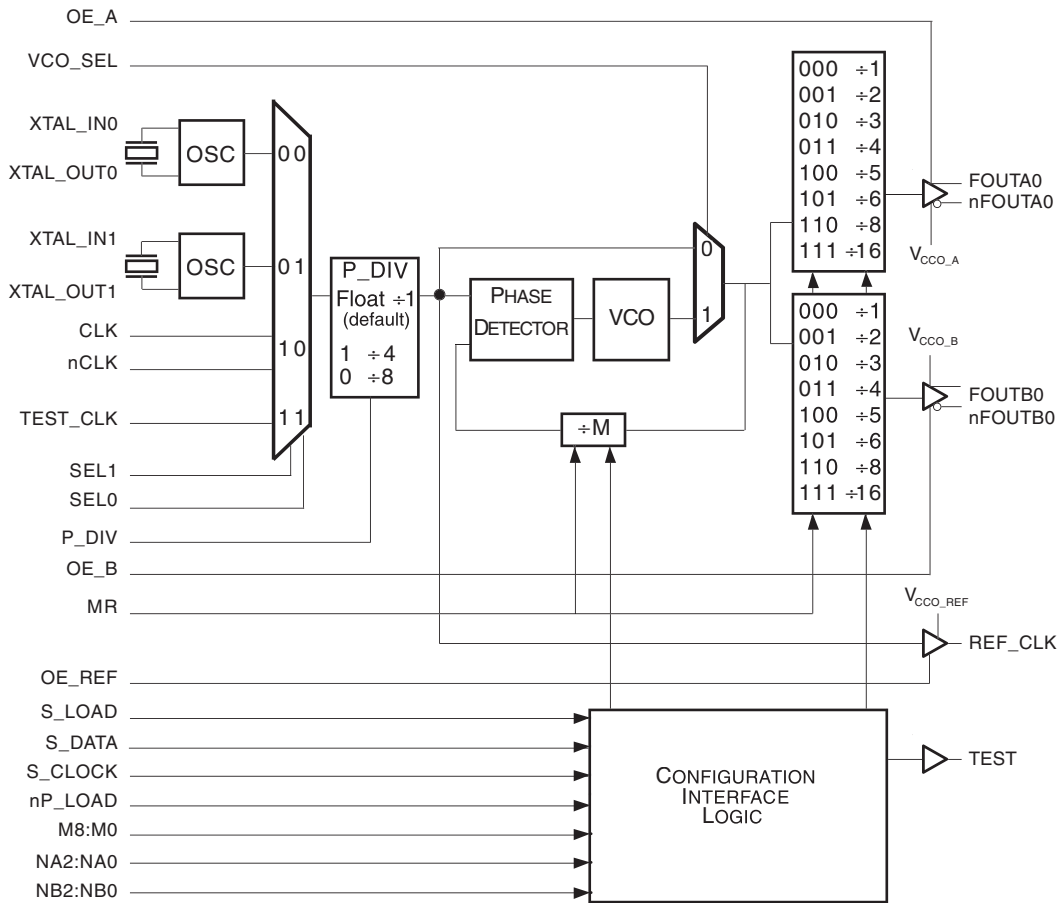 OE_A
VCO_SEL
XTAL_IN0
XTAL_OUT0
OSC
00
XTAL_IN1
XTAL_OUT1
OSC
01
CLK
nCLK
10
TEST_CLK
11
SEL1
SEL0
P_DIV
OE_B
MR
OE_REF
P_DIV
Float ÷1
(default)
1 ÷4
0 ÷8
PHASE
DETECTOR
VCO
0
1
÷M
000 ÷1
001 ÷2
010 ÷3
011 ÷4
100 ÷5
101 ÷6
110 ÷8
111 ÷16
FOUTA0
nFOUTA0
VCCO_A
000 ÷1
001 ÷2
010 ÷3
011 ÷4
100 ÷5
101 ÷6
110 ÷8
111 ÷16
VCCO_B
FOUTB0
nFOUTB0
VCCO_REF
REF_CLK
S_LOAD
S_DATA
S_CLOCK
nP_LOAD
M8:M0
NA2:NA0
NB2:NB0
CONFIGURATION
INTERFACE
LOGIC
TEST